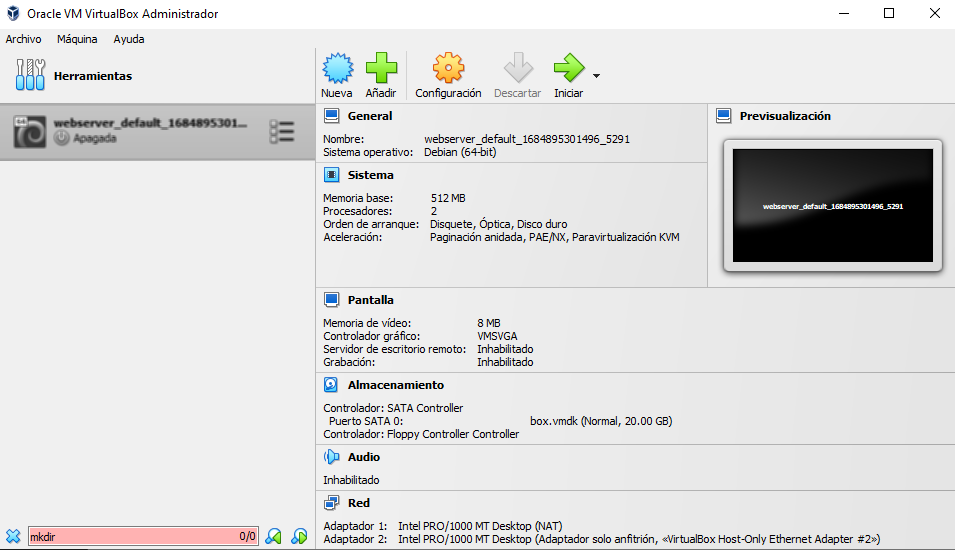 Oracle VM VirtualBox Administrador
Archivo Máquina Ayuda
Herramientas
Nueva Añadir Configuración Descartar Iniciar
64
webserver_default_1684895301...
Apagada
General
Nombre: webserver_default_1684895301496_5291
Sistema operativo: Debian (64-bit)
Sistema
Memoria base: 512 MB
Procesadores: 2
Orden de arranque: Disquete, Óptica, Disco duro
Aceleración: Paginación anidada, PAE/NX, Paravirtualización KVM
Previsualización
webserver_default_1684895301496_5291
Pantalla
Memoria de vídeo: 8 MB
Controlador gráfico: VMSVGA
Servidor de escritorio remoto: Inhabilitado
Grabación: Inhabilitado
Almacenamiento
Controlador: SATA Controller
Puerto SATA 0: box.vmdk (Normal, 20.00 GB)
Controlador: Floppy Controller Controller
Audio
Inhabilitado
Red
Adaptador 1: Intel PRO/1000 MT Desktop (NAT)
Adaptador 2: Intel PRO/1000 MT Desktop (Adaptador solo anfitrión, «VirtualBox Host-Only Ethernet Adapter #2»)
mkdir 0/0